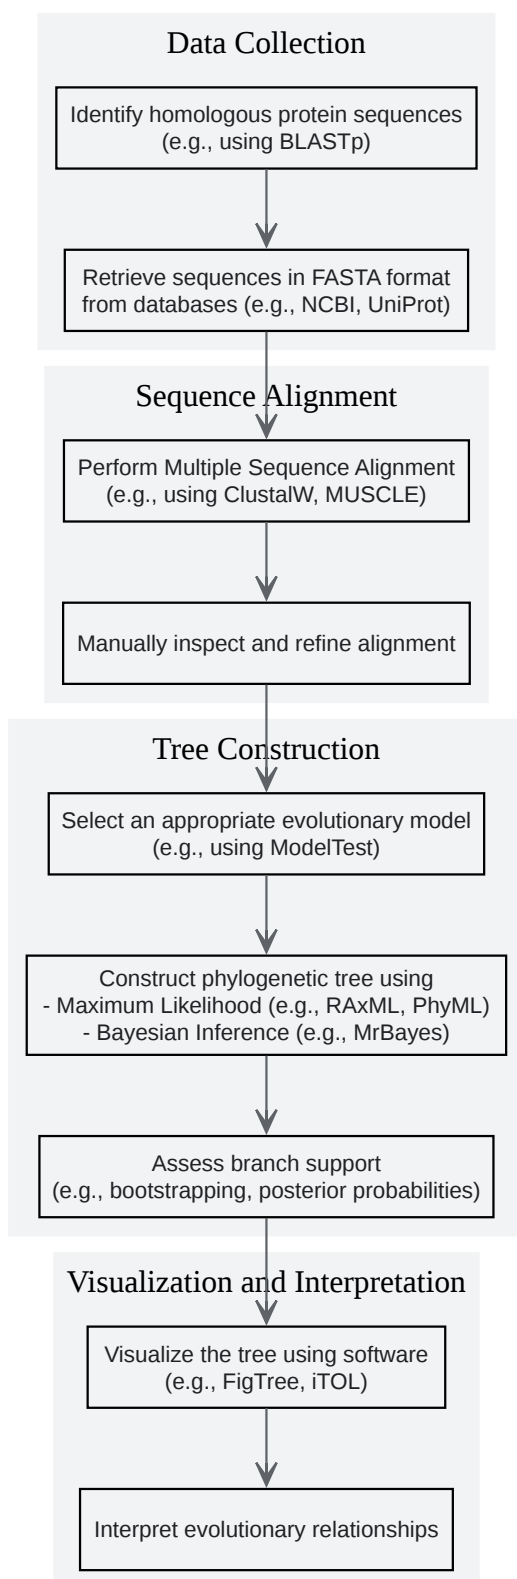 Data Collection
Identify homologous protein sequences
(e.g., using BLASTp)
Retrieve sequences in FASTA format
from databases (e.g., NCBI, UniProt)
Sequence Alignment
Perform Multiple Sequence Alignment
(e.g., using ClustalW, MUSCLE)
Manually inspect and refine alignment
Tree Construction
Select an appropriate evolutionary model
(e.g., using ModelTest)
Construct phylogenetic tree using
- Maximum Likelihood (e.g., RAxML, PhyML)
- Bayesian Inference (e.g., MrBayes)
Assess branch support
(e.g., bootstrapping, posterior probabilities)
Visualization and Interpretation
Visualize the tree using software
(e.g., FigTree, iTOL)
Interpret evolutionary relationships